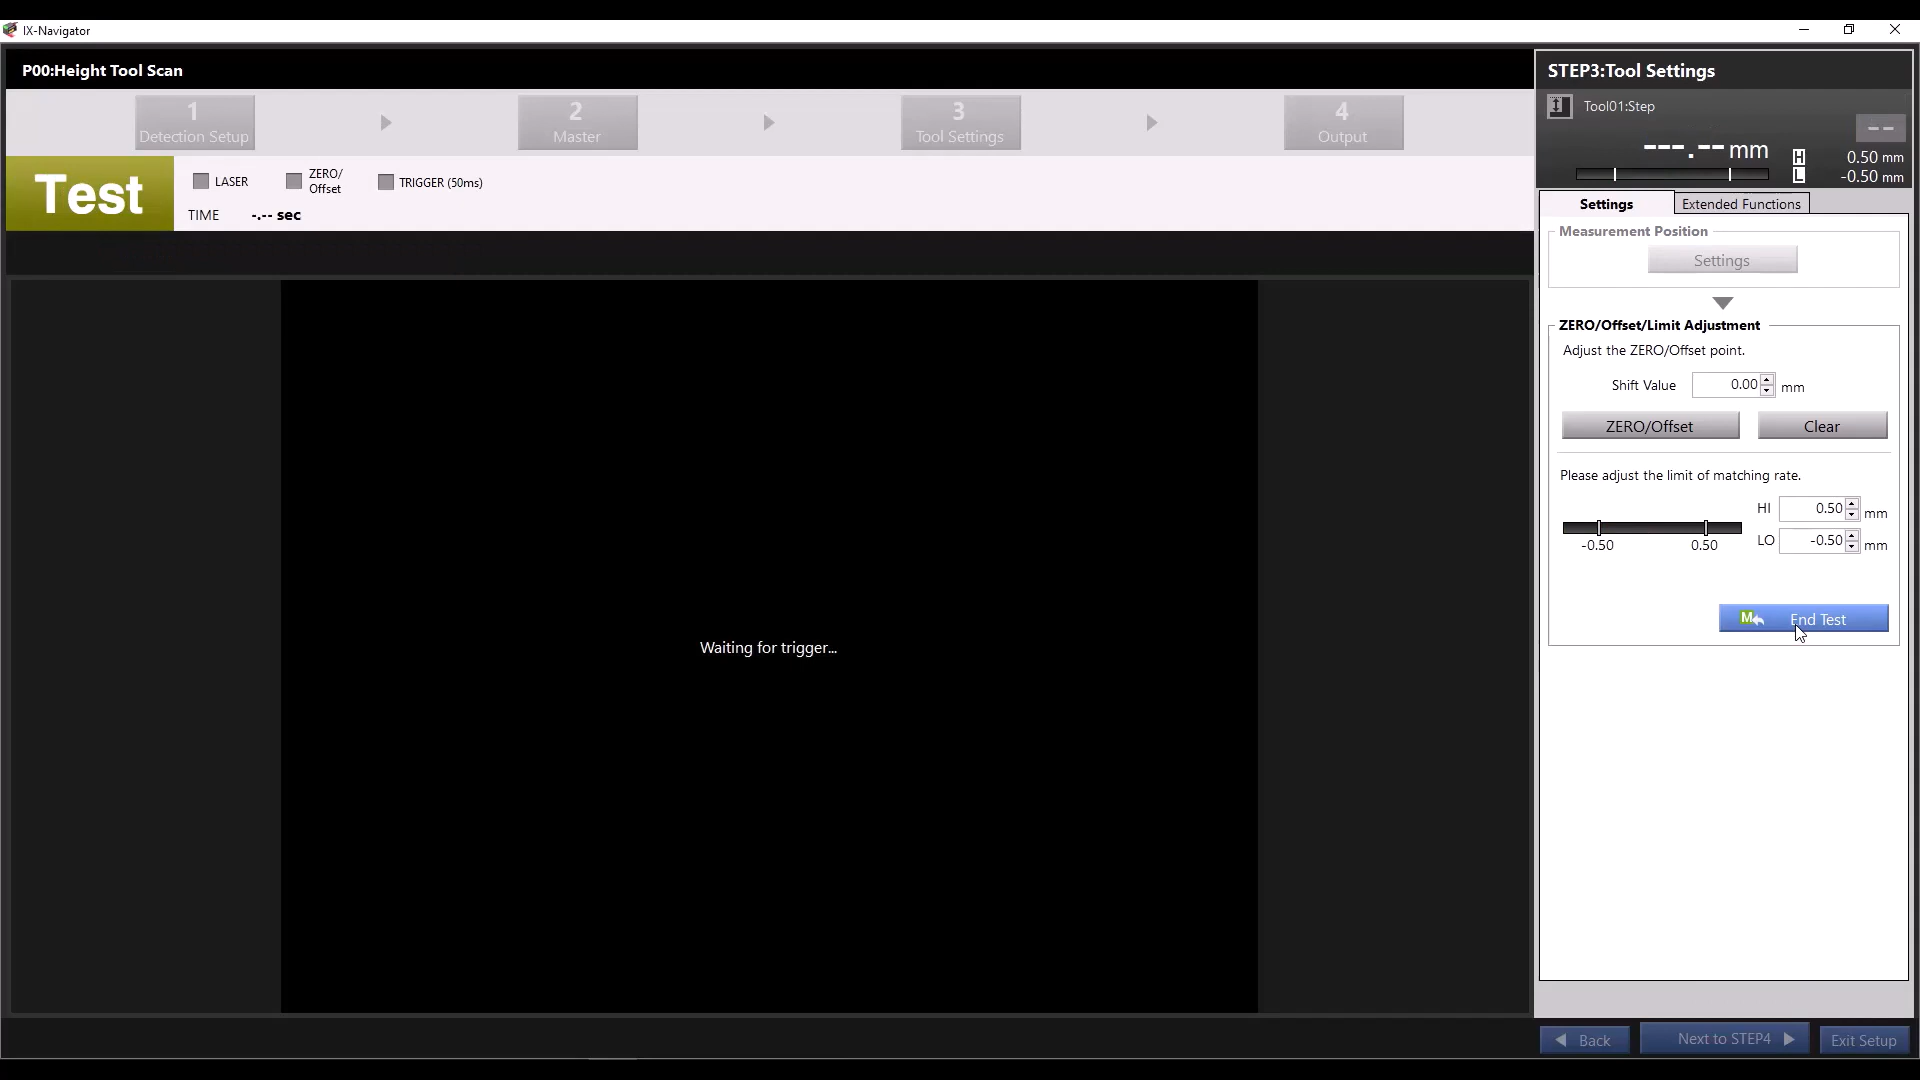 IX-Navigator
P00:Height Tool Scan
1
Detection Setup
2
Master
3
Tool Settings
4
Output
Test
LASER
ZERO/
Offset
TRIGGER (50ms)
TIME -.-- sec
Waiting for trigger...
STEP3:Tool Settings
Tool01:Step
--
---.-- mm
H 0.50 mm
L -0.50 mm
Settings
Extended Functions
Measurement Position
Settings
ZERO/Offset/Limit Adjustment
Adjust the ZERO/Offset point.
Shift Value 0.00 mm
ZERO/Offset
Clear
Please adjust the limit of matching rate.
HI 0.50 mm
-0.50 0.50
LO -0.50 mm
M End Test
Back
Next to STEP4
Exit Setup